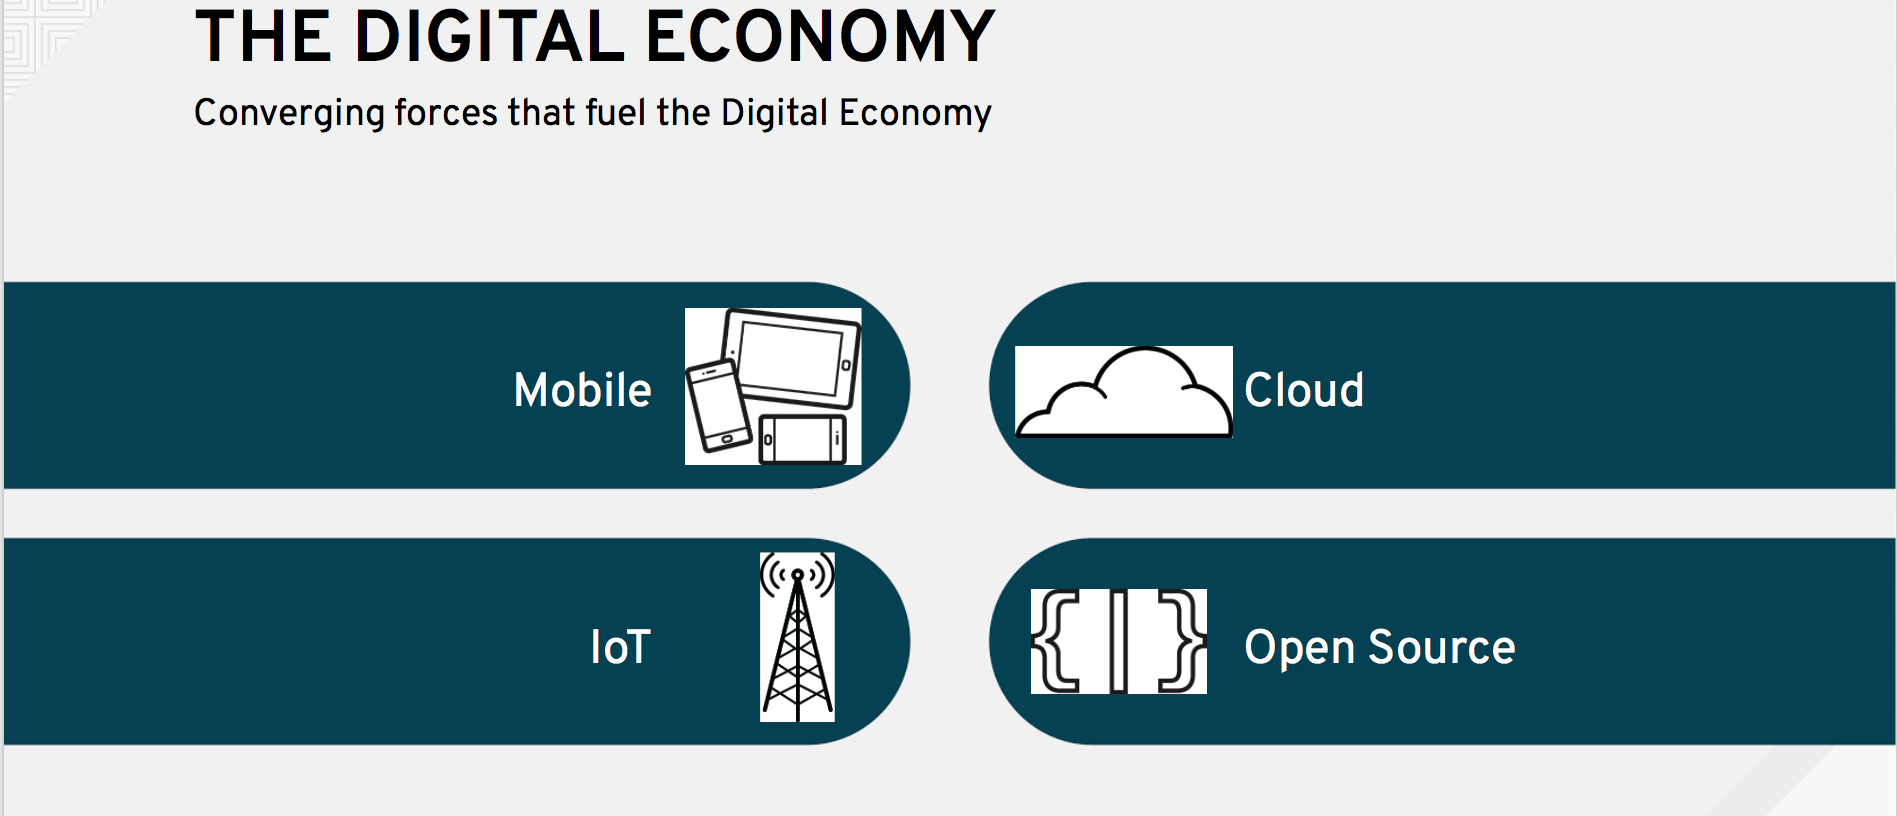 THE DIGITAL ECONOMY
Converging forces that fuel the Digital Economy
Mobile
Cloud
IoT
Open Source